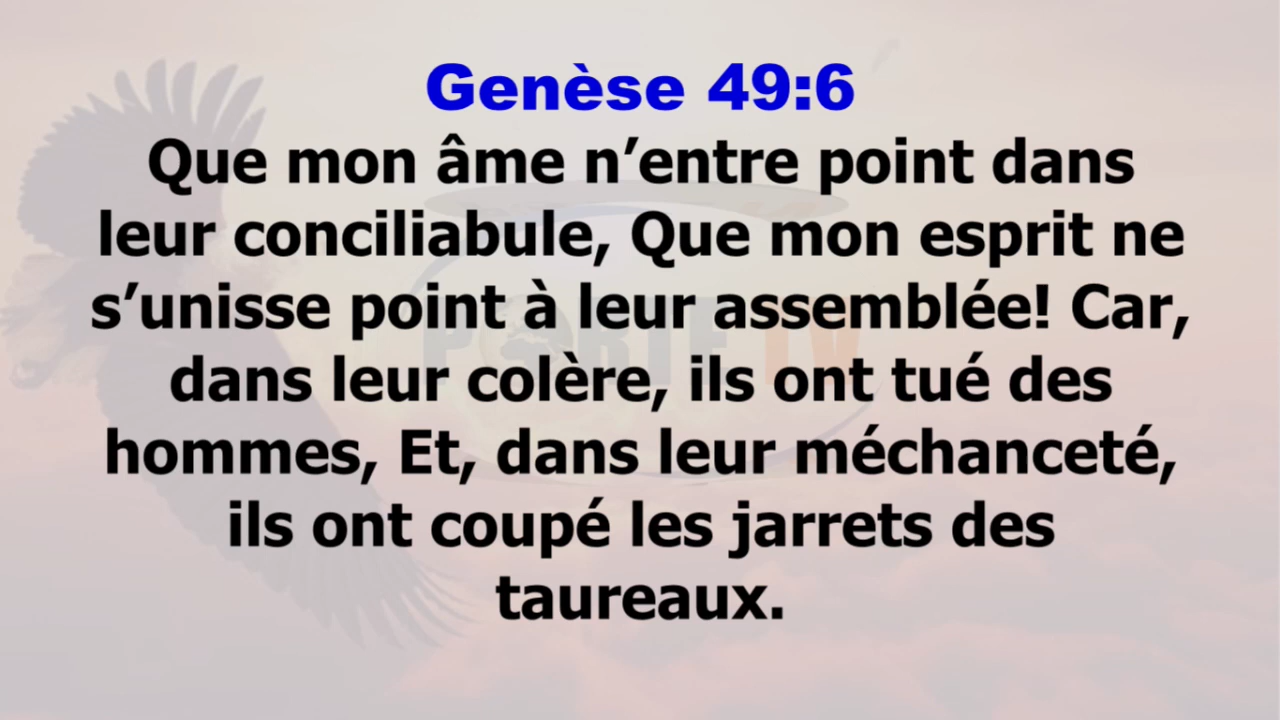 Genèse 49:6
Que mon âme n’entre point dans
leur conciliabule, Que mon esprit ne
s’unisse point à leur assemblée! Car,
dans leur colère, ils ont tué des
hommes, Et, dans leur méchanceté,
ils ont coupé les jarrets des
taureaux.
PORTE TV